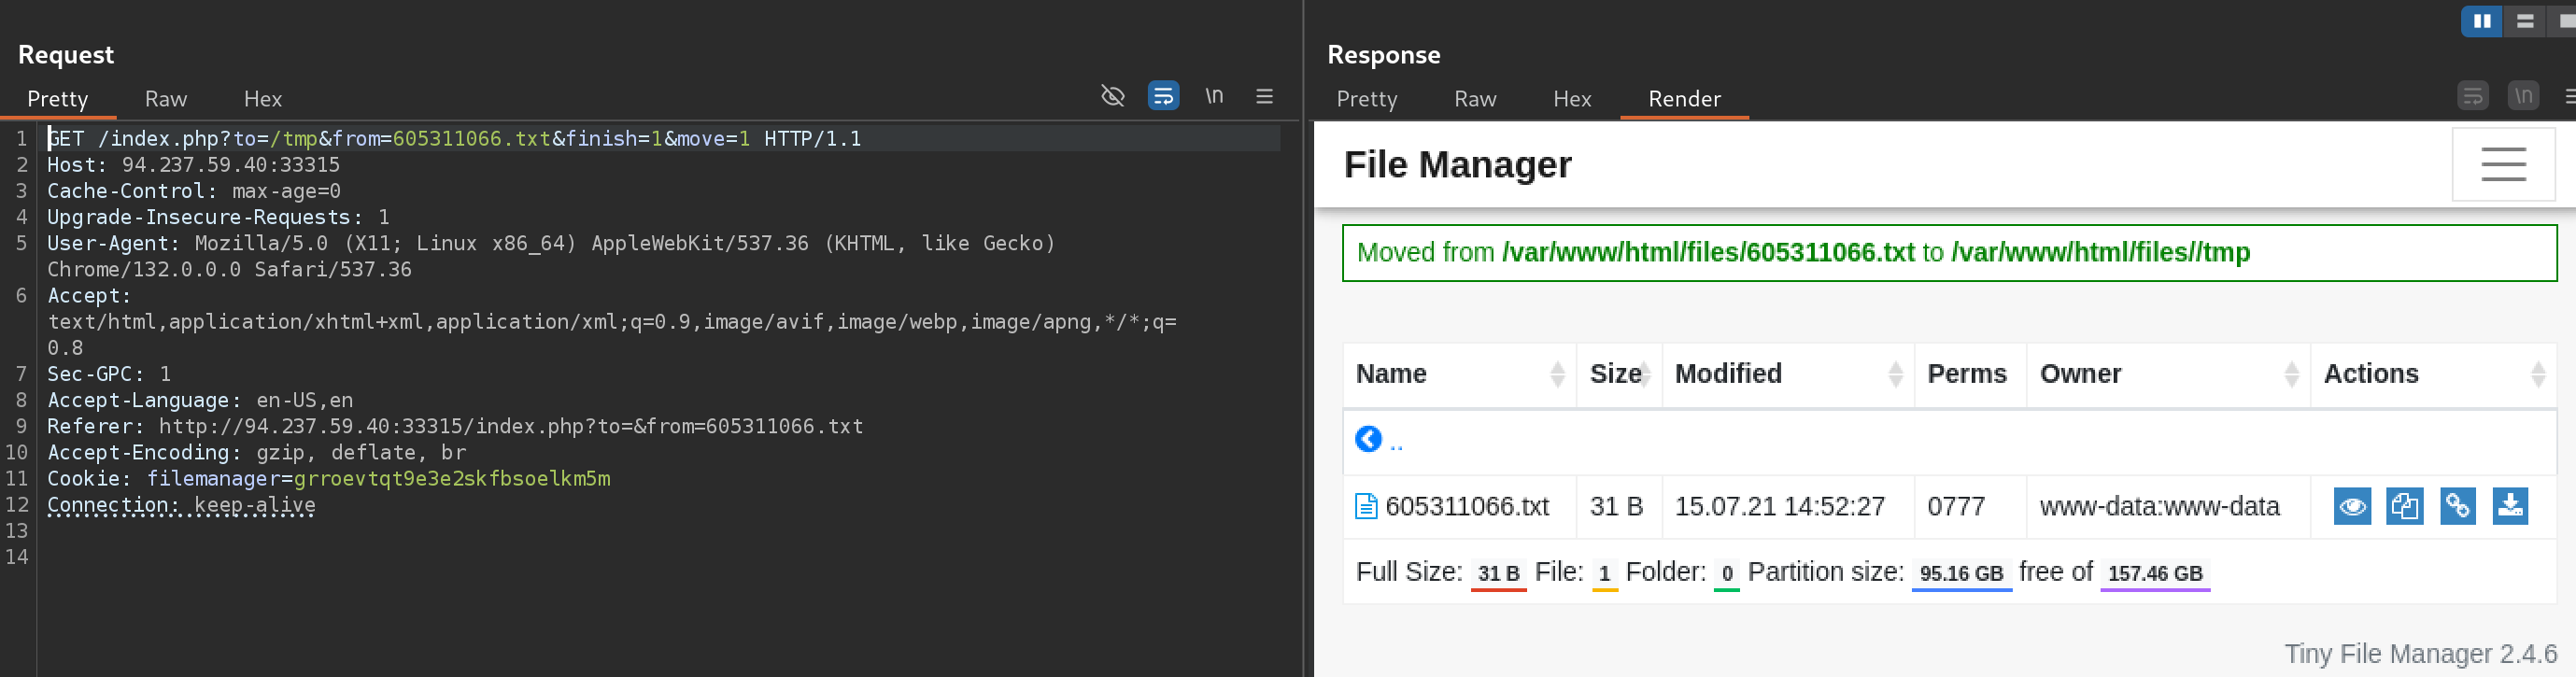 Request
Pretty Raw Hex \n
1 GET /index.php?to=/tmp&from=605311066.txt&finish=1&move=1 HTTP/1.1
2 Host: 94.237.59.40:33315
3 Cache-Control: max-age=0
4 Upgrade-Insecure-Requests: 1
5 User-Agent: Mozilla/5.0 (X11; Linux x86_64) AppleWebKit/537.36 (KHTML, like Gecko)
Chrome/132.0.0.0 Safari/537.36
6 Accept:
text/html,application/xhtml+xml,application/xml;q=0.9,image/avif,image/webp,image/apng,*/*;q=
0.8
7 Sec-GPC: 1
8 Accept-Language: en-US,en
9 Referer: http://94.237.59.40:33315/index.php?to=&from=605311066.txt
10 Accept-Encoding: gzip, deflate, br
11 Cookie: filemanager=grroevtqt9e3e2skfbsoelkm5m
12 Connection: keep-alive
13
14
Response
Pretty Raw Hex Render \n
File Manager
Moved from /var/www/html/files/605311066.txt to /var/www/html/files//tmp
Name Size Modified Perms Owner Actions
..
605311066.txt 31 B 15.07.21 14:52:27 0777 www-data:www-data
Full Size: 31 B File: 1 Folder: 0 Partition size: 95.16 GB free of 157.46 GB
Tiny File Manager 2.4.6